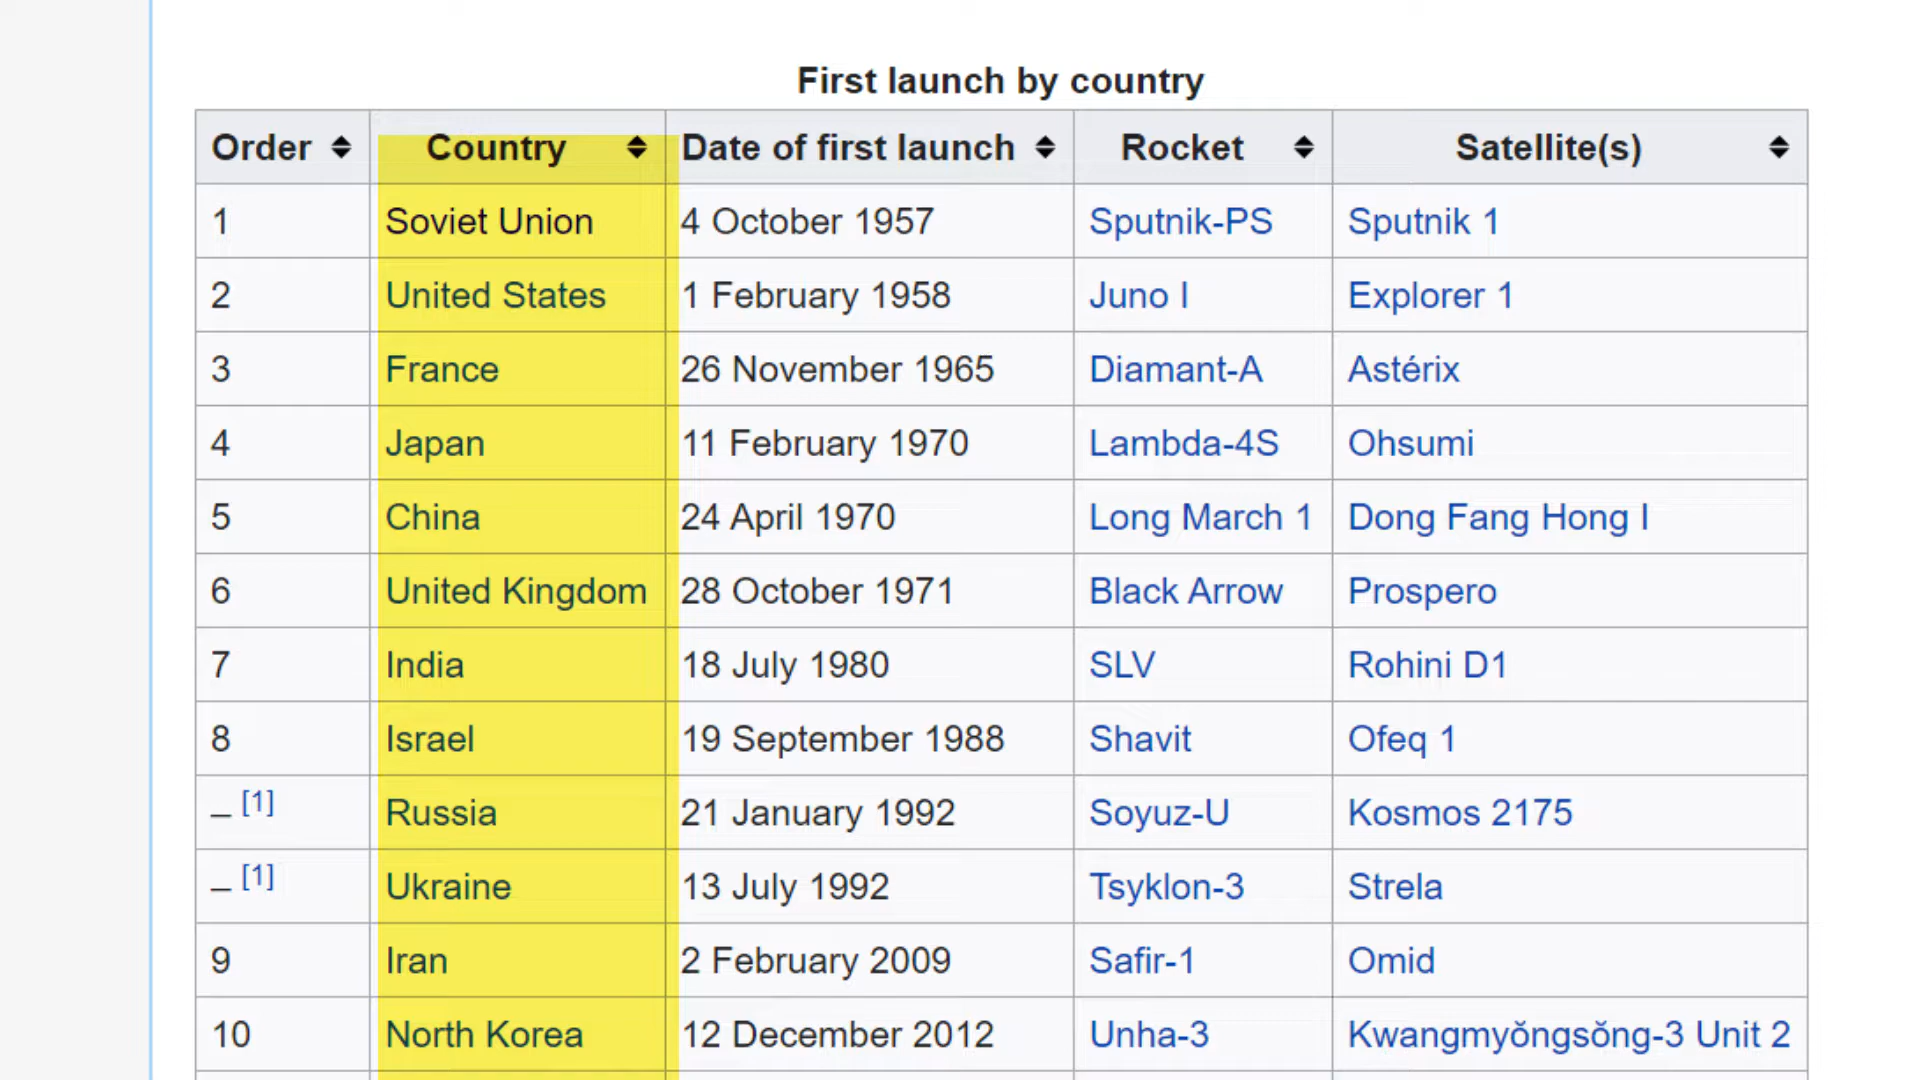 First launch by country
Order Country Date of first launch Rocket Satellite(s)
1 Soviet Union 4 October 1957 Sputnik-PS Sputnik 1
2 United States 1 February 1958 Juno I Explorer 1
3 France 26 November 1965 Diamant-A Astérix
4 Japan 11 February 1970 Lambda-4S Ohsumi
5 China 24 April 1970 Long March 1 Dong Fang Hong I
6 United Kingdom 28 October 1971 Black Arrow Prospero
7 India 18 July 1980 SLV Rohini D1
8 Israel 19 September 1988 Shavit Ofeq 1
– [1] Russia 21 January 1992 Soyuz-U Kosmos 2175
– [1] Ukraine 13 July 1992 Tsyklon-3 Strela
9 Iran 2 February 2009 Safir-1 Omid
10 North Korea 12 December 2012 Unha-3 Kwangmyŏngsŏng-3 Unit 2